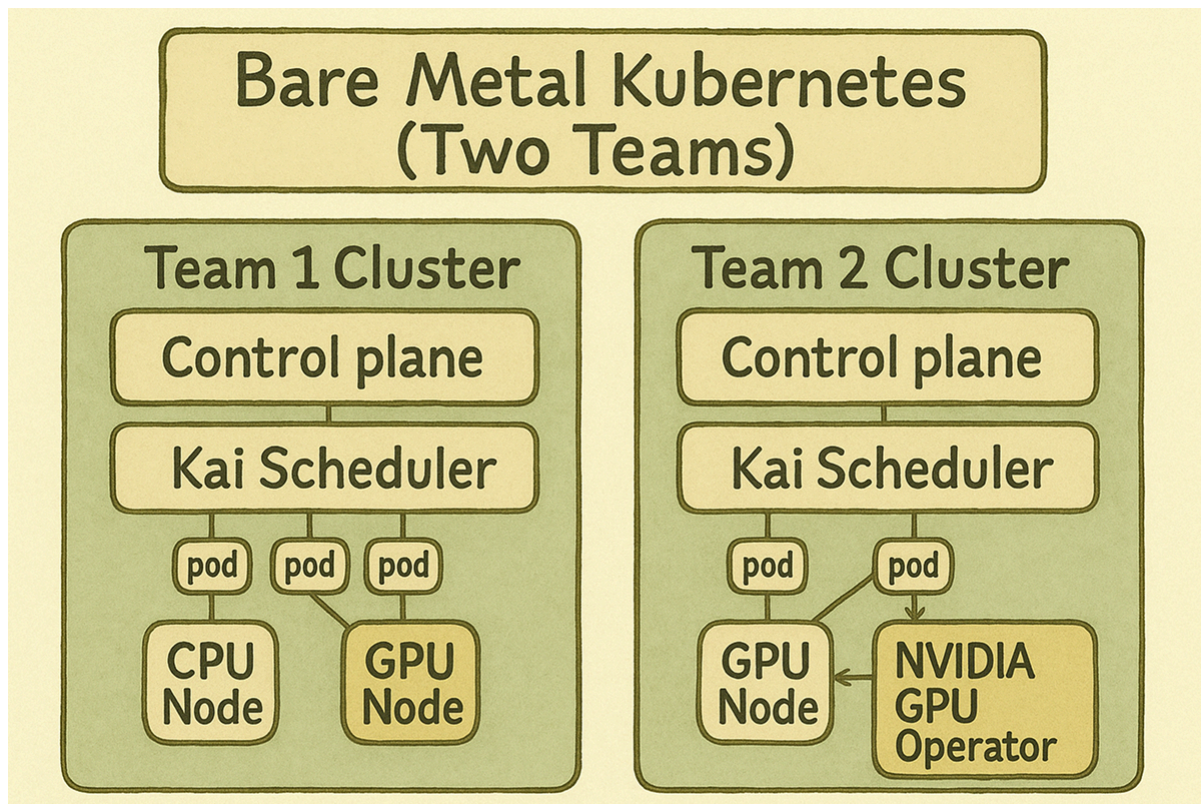 Bare Metal Kubernetes
(Two Teams)
Team 1 Cluster
Control plane
Kai Scheduler
pod
pod
pod
CPU
Node
GPU
Node
Team 2 Cluster
Control plane
Kai Scheduler
pod
pod
GPU
Node
NVIDIA
GPU
Operator